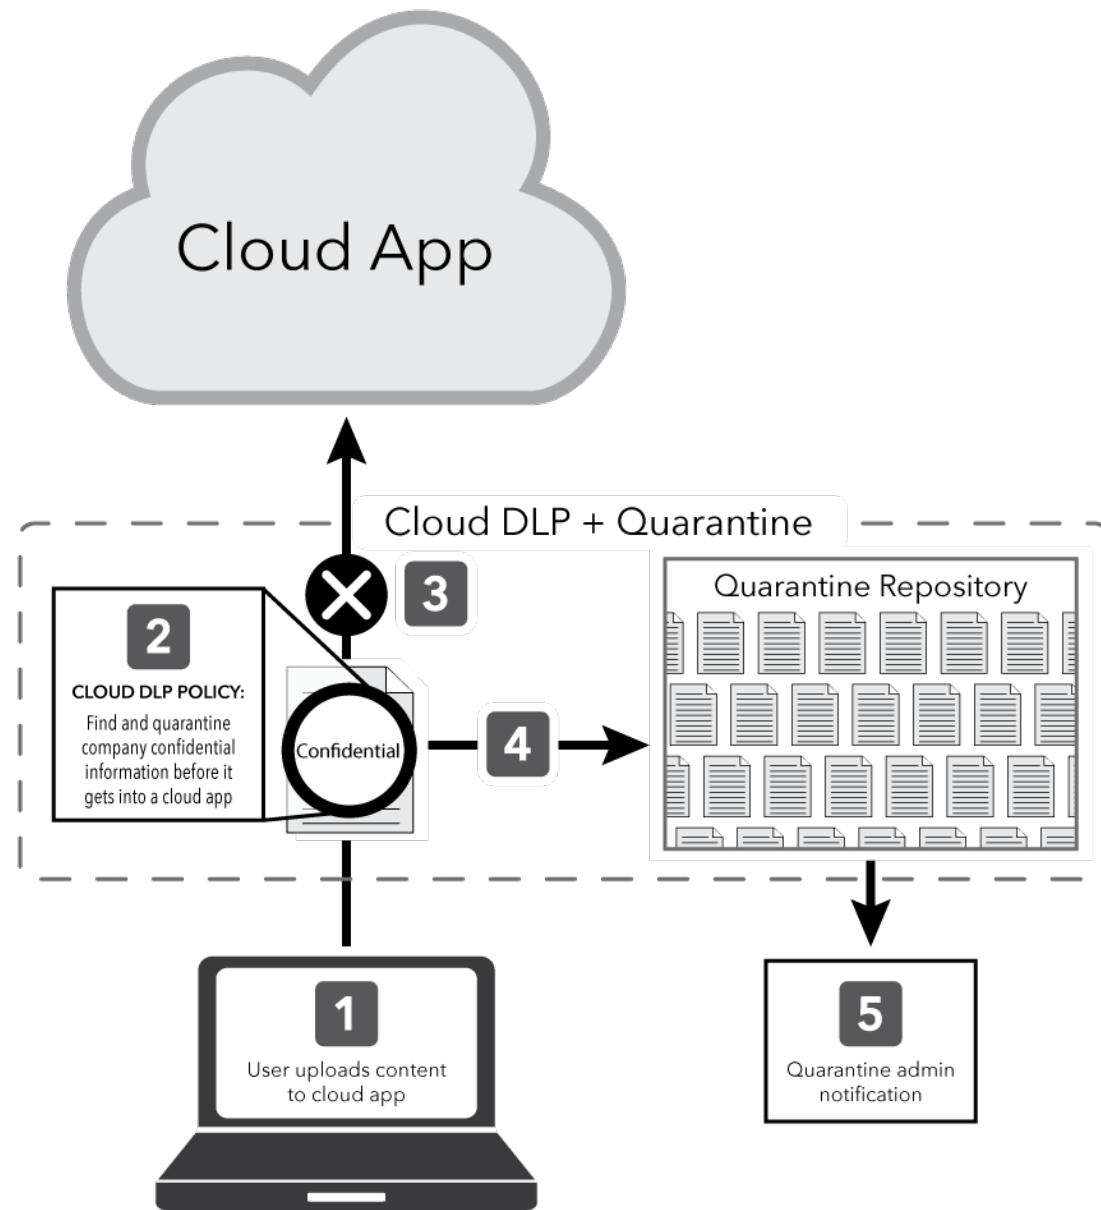 Cloud App
Cloud DLP + Quarantine
3
Quarantine Repository
2
CLOUD DLP POLICY:
Find and quarantine
company confidential
information before it
gets into a cloud app
Confidential
4
1
User uploads content
to cloud app
5
Quarantine admin
notification